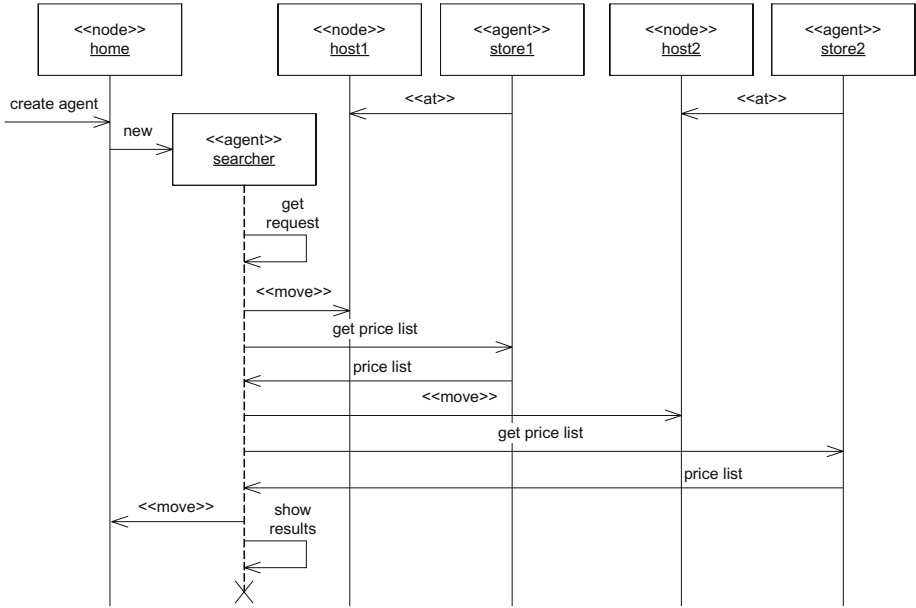 <<node>>
home
<<node>>
host1
<<agent>>
store1
<<node>>
host2
<<agent>>
store2
<<at>>
<<at>>
create agent
new
<<agent>>
searcher
get
request
<<move>>
get price list
price list
<<move>>
get price list
price list
<<move>>
show
results